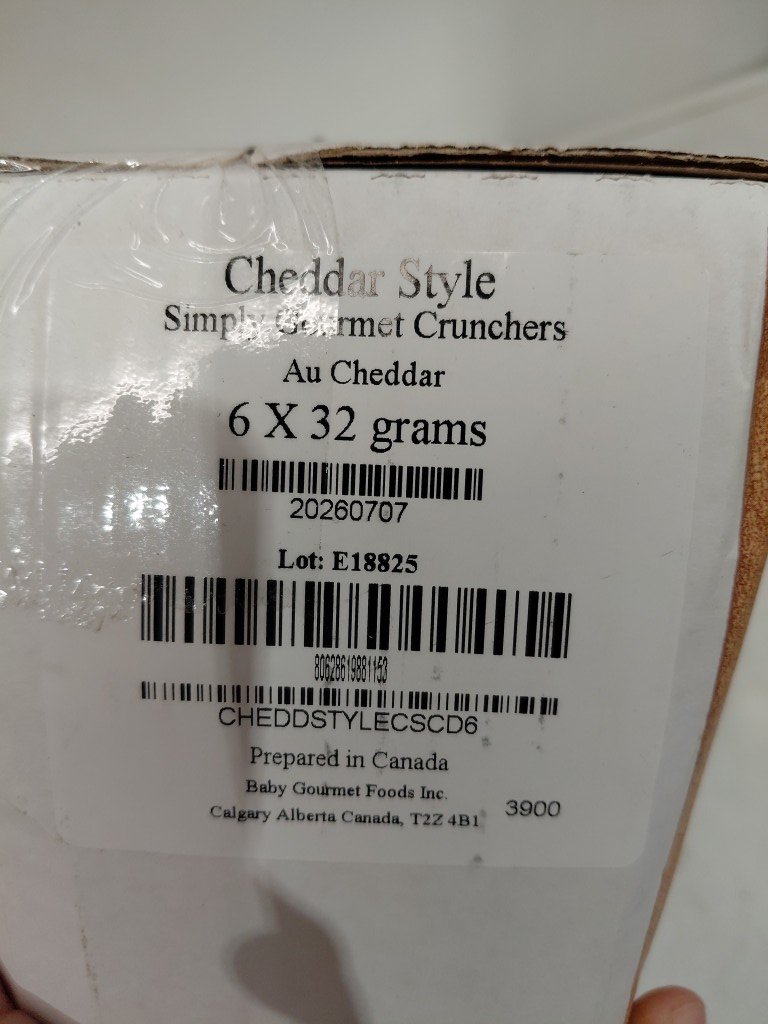 Cheddar Style
Simply Gourmet Crunchers
Au Cheddar
6 X 32 grams
20260707
Lot: E18825
80628619881153
CHEDDSTYLECSCD6
Prepared in Canada
Baby Gourmet Foods Inc.
3900
Calgary Alberta Canada, T2Z 4B1